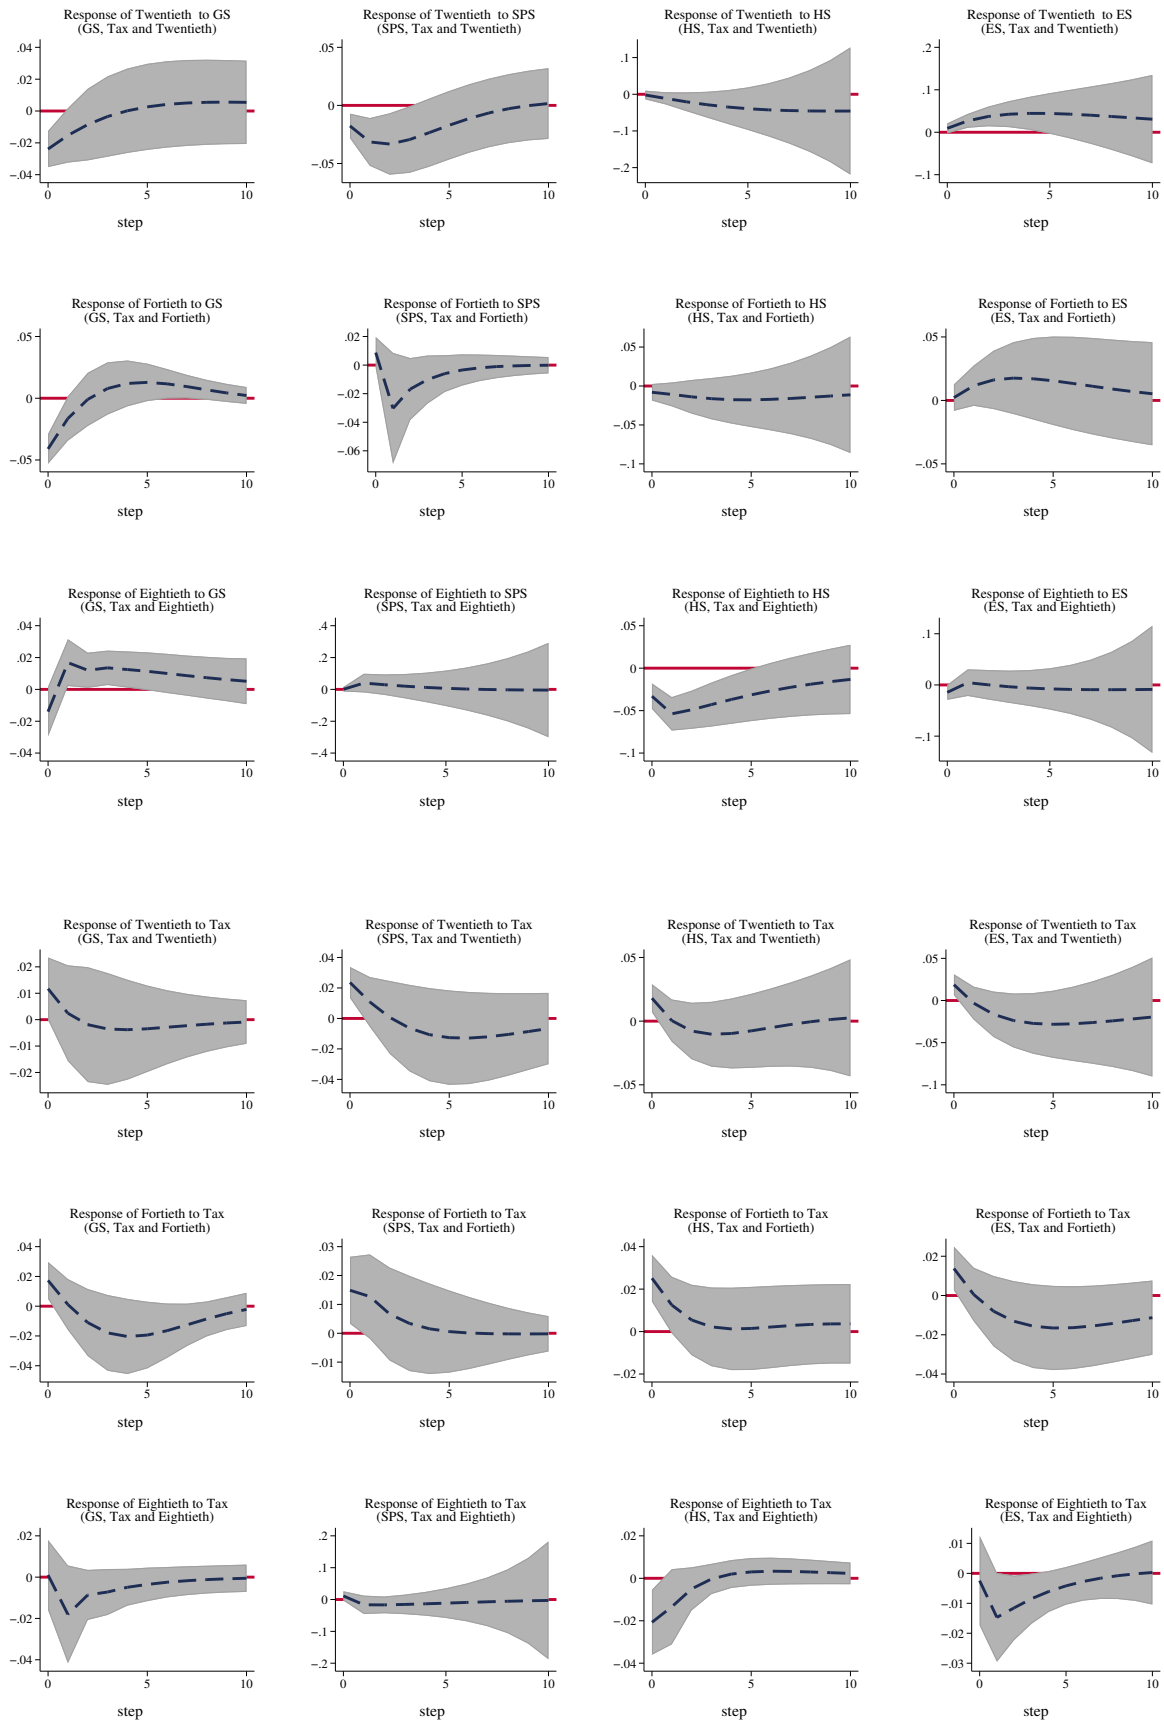 Response of Twentieth  to GS
(GS, Tax and Twentieth)
.04
.02
0
−.02
−.04
0 5 10
step
Response of Twentieth  to SPS
(SPS, Tax and Twentieth)
.05
0
−.05
0 5 10
step
Response of Twentieth  to HS
(HS, Tax and Twentieth)
.1
0
−.1
−.2
0 5 10
step
Response of Twentieth  to ES
(ES, Tax and Twentieth)
.2
.1
0
−.1
0 5 10
step
Response of Fortieth to GS
(GS, Tax and Fortieth)
.05
0
−.05
0 5 10
step
Response of Fortieth to SPS
(SPS, Tax and Fortieth)
.02
0
−.02
−.04
−.06
0 5 10
step
Response of Fortieth to HS
(HS, Tax and Fortieth)
.05
0
−.05
−.1
0 5 10
step
Response of Fortieth to ES
(ES, Tax and Fortieth)
.05
0
−.05
0 5 10
step
Response of Eightieth to GS
(GS, Tax and Eightieth)
.04
.02
0
−.02
−.04
0 5 10
step
Response of Eightieth to SPS
(SPS, Tax and Eightieth)
.4
.2
0
−.2
−.4
0 5 10
step
Response of Eightieth to HS
(HS, Tax and Eightieth)
.05
0
−.05
−.1
0 5 10
step
Response of Eightieth to ES
(ES, Tax and Eightieth)
.1
0
−.1
0 5 10
step
Response of Twentieth to Tax
(GS, Tax and Twentieth)
.02
.01
0
−.01
−.02
0 5 10
step
Response of Twentieth to Tax
(SPS, Tax and Twentieth)
.04
.02
0
−.02
−.04
0 5 10
step
Response of Twentieth to Tax
(HS, Tax and Twentieth)
.05
0
−.05
0 5 10
step
Response of Twentieth to Tax
(ES, Tax and Twentieth)
.05
0
−.05
−.1
0 5 10
step
Response of Fortieth to Tax
(GS, Tax and Fortieth)
.04
.02
0
−.02
−.04
0 5 10
step
Response of Fortieth to Tax
(SPS, Tax and Fortieth)
.03
.02
.01
0
−.01
0 5 10
step
Response of Fortieth to Tax
(HS, Tax and Fortieth)
.04
.02
0
−.02
0 5 10
step
Response of Fortieth to Tax
(ES, Tax and Fortieth)
.02
0
−.02
−.04
0 5 10
step
Response of Eightieth to Tax
(GS, Tax and Eightieth)
.02
0
−.02
−.04
0 5 10
step
Response of Eightieth to Tax
(SPS, Tax and Eightieth)
.2
.1
0
−.1
−.2
0 5 10
step
Response of Eightieth to Tax
(HS, Tax and Eightieth)
.02
0
−.02
−.04
0 5 10
step
Response of Eightieth to Tax
(ES, Tax and Eightieth)
.01
0
−.01
−.02
−.03
0 5 10
step